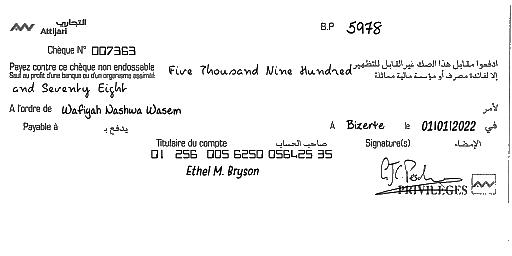 التجاري
Attijari
B.P 5978
Chèque N° 007363
Payez contre ce chèque non endossable Five Thousand Nine Hundred ادفعوا مقابل هذا الصك غير القابل للتظهير
Sauf au profit d'une banque ou d'un organisme assimilé إلا لفائدة مصرف أو مؤسسة مالية مماثلة
and Seventy Eight
A l'ordre de Wafiyah Nashwa Wasem لأمر
Payable à يدفع بـ A Bizerte le 01/01/2022 في
Titulaire du compte صاحب الحساب Signature(s) الإمضاء
01 256 005 6250 056425 35
Ethel M. Bryson
PRIVILÈGES